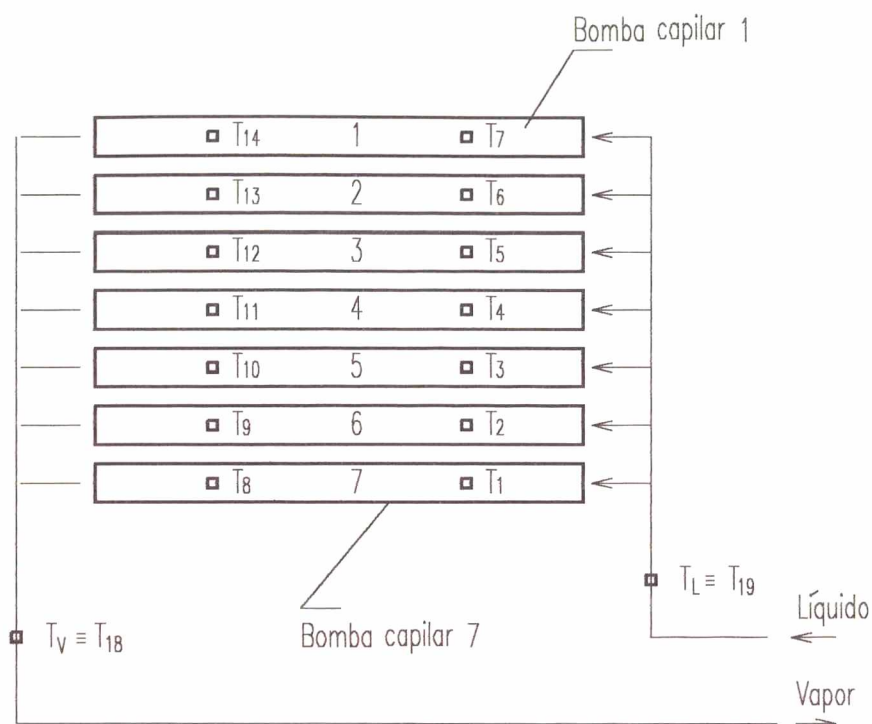 Bomba capilar 1
T14 1 T7
T13 2 T6
T12 3 T5
T11 4 T4
T10 5 T3
T9 6 T2
T8 7 T1
TL ≡ T19
Líquido
TV ≡ T18
Bomba capilar 7
Vapor